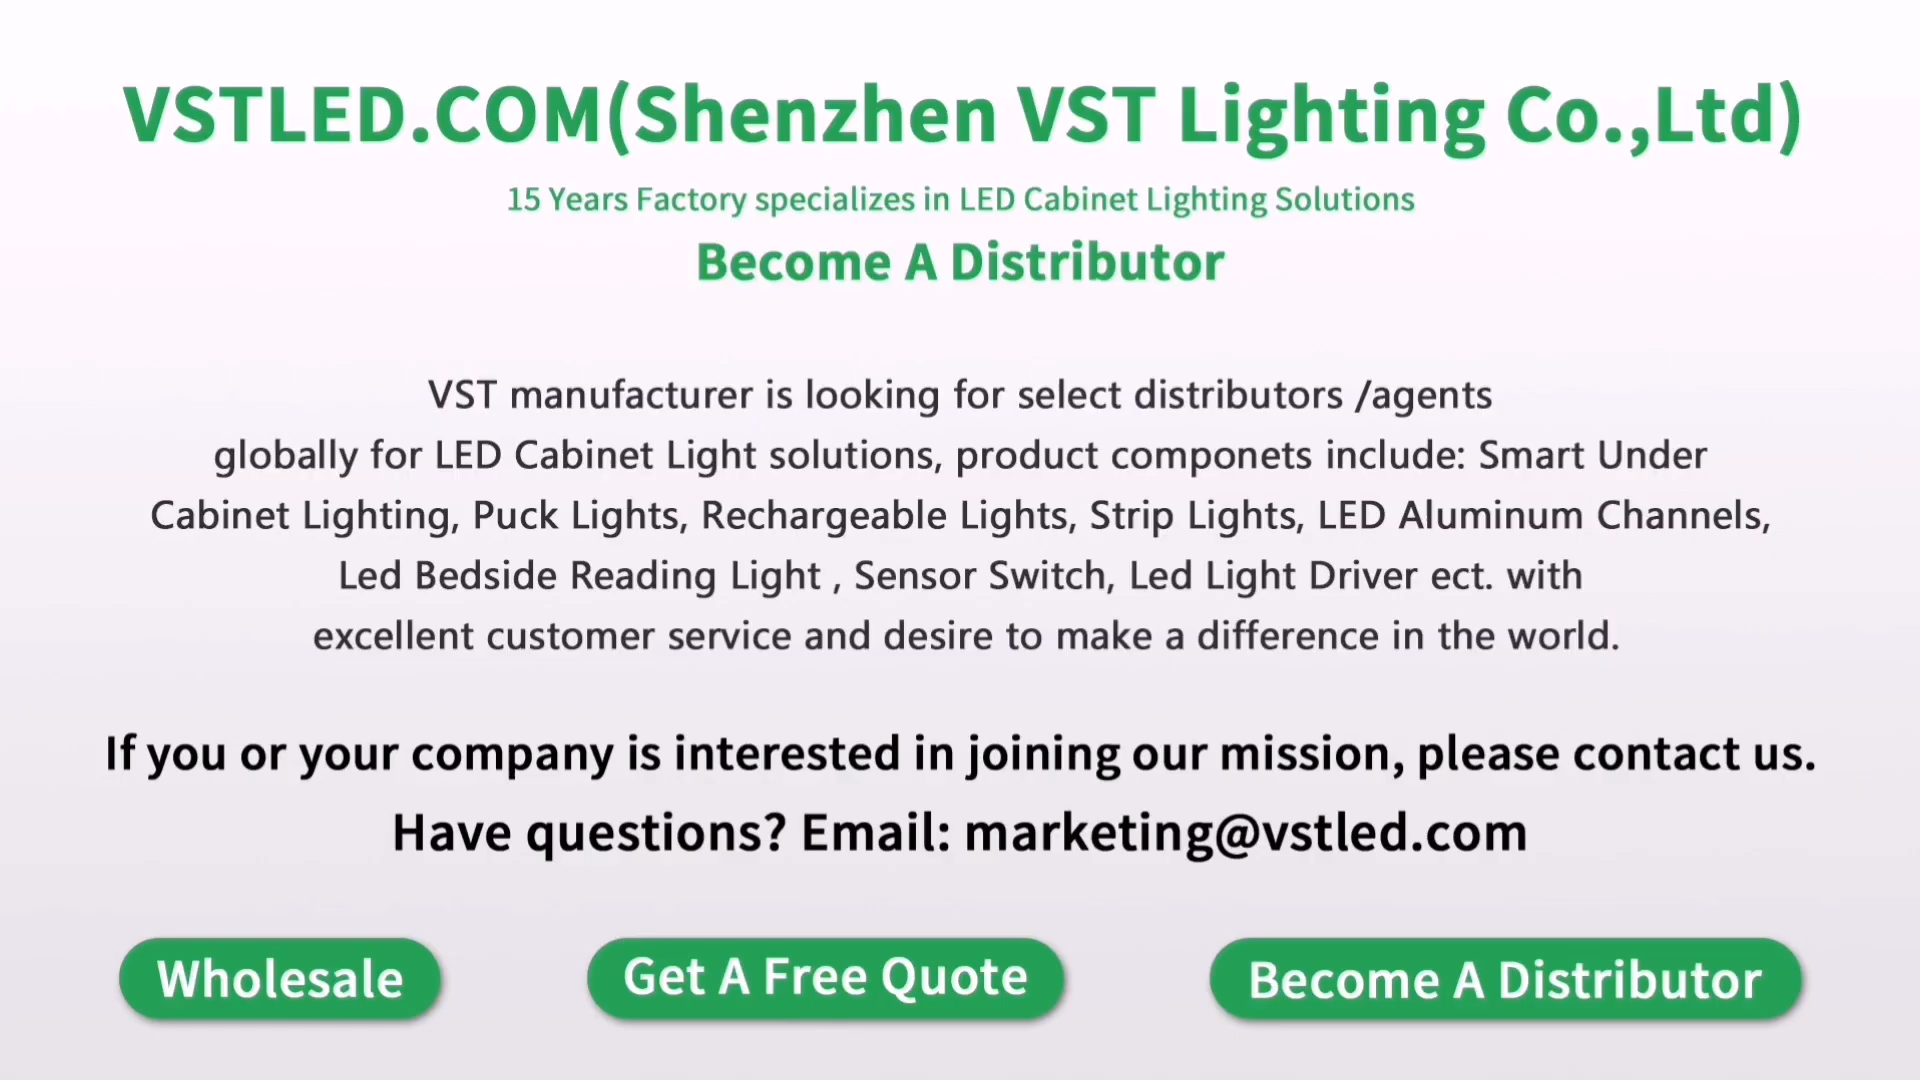 VSTLED.COM(Shenzhen VST Lighting Co.,Ltd)
15 Years Factory specializes in LED Cabinet Lighting Solutions
Become A Distributor
VST manufacturer is looking for select distributors /agents
globally for LED Cabinet Light solutions, product componets include: Smart Under
Cabinet Lighting, Puck Lights, Rechargeable Lights, Strip Lights, LED Aluminum Channels,
Led Bedside Reading Light , Sensor Switch, Led Light Driver ect. with
excellent customer service and desire to make a difference in the world.
If you or your company is interested in joining our mission, please contact us.
Have questions? Email: marketing@vstled.com
Wholesale
Get A Free Quote
Become A Distributor